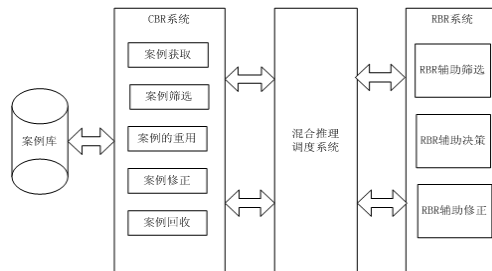 CBR系统
RBR系统
案例库
案例获取
案例筛选
案例的重用
案例修正
案例回收
混合推理
调度系统
RBR辅助筛选
RBR辅助决策
RBR辅助修正